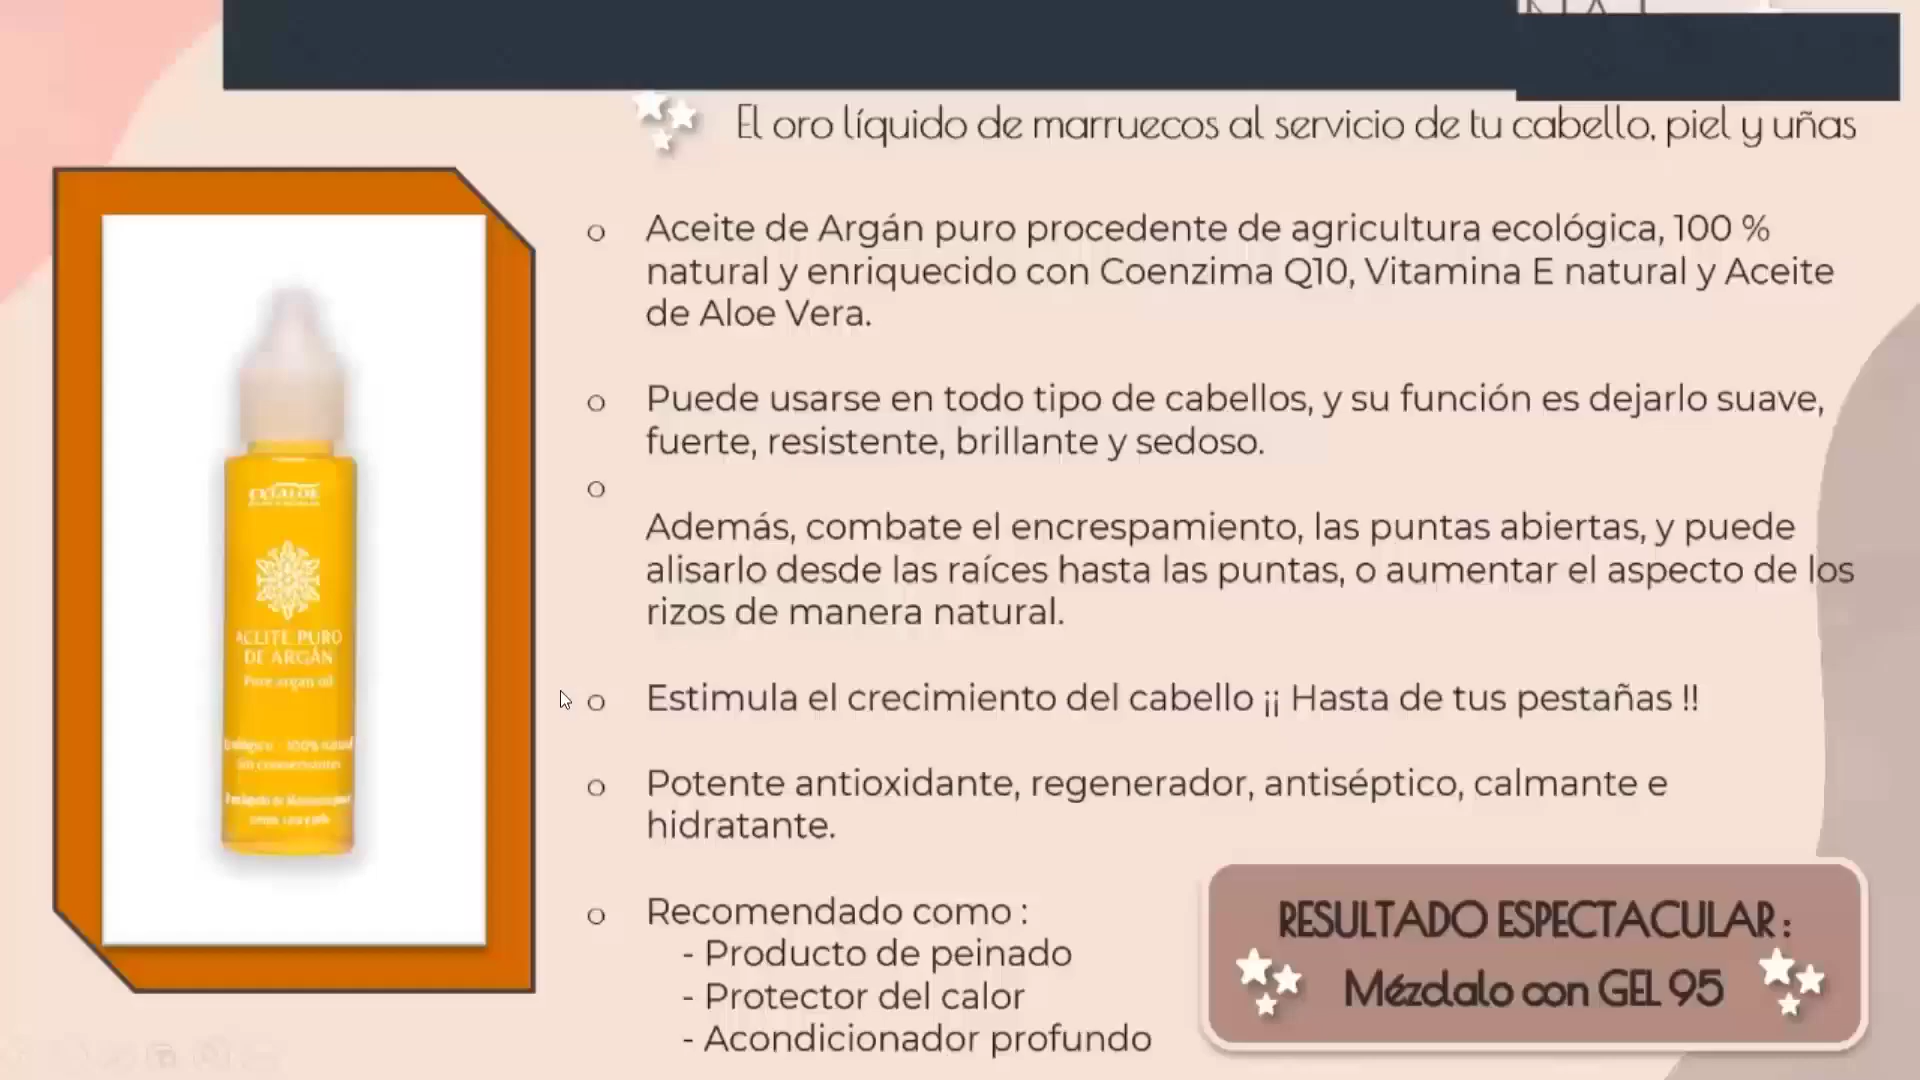 El oro líquido de marruecos al servicio de tu cabello, piel y uñas
Aceite de Argán puro procedente de agricultura ecológica, 100 %
natural y enriquecido con Coenzima Q10, Vitamina E natural y Aceite
de Aloe Vera.
Puede usarse en todo tipo de cabellos, y su función es dejarlo suave,
fuerte, resistente, brillante y sedoso.
Además, combate el encrespamiento, las puntas abiertas, y puede
alisarlo desde las raíces hasta las puntas, o aumentar el aspecto de los
rizos de manera natural.
Estimula el crecimiento del cabello ¡¡ Hasta de tus pestañas !!
Potente antioxidante, regenerador, antiséptico, calmante e
hidratante.
Recomendado como :
- Producto de peinado
- Protector del calor
- Acondicionador profundo
RESULTADO ESPECTACULAR :
Mézclalo con GEL 95
ACEITE PURO
DE ARGÁN
Pure argan oil
Ecológico - 100% natural
Sin conservantes